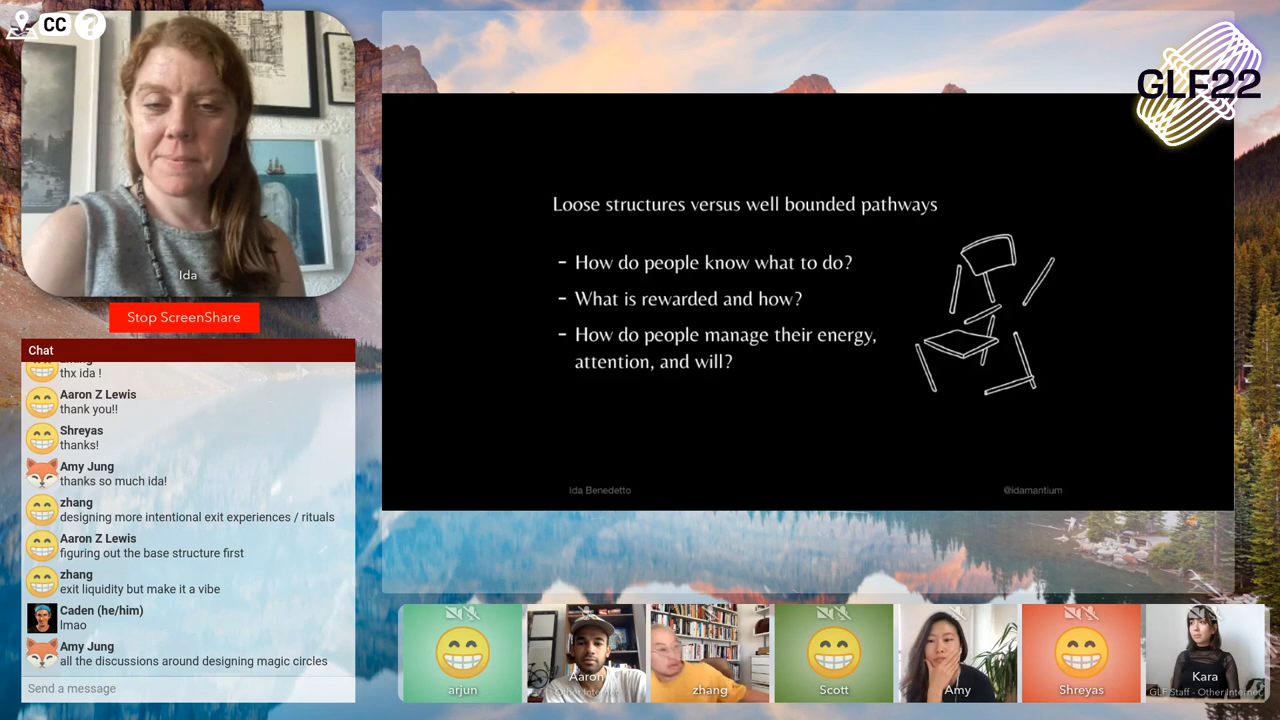 CC
?
Ida
Stop ScreenShare
Chat
zhang
thx ida !
Aaron Z Lewis
thank you!!
Shreyas
thanks!
Amy Jung
thanks so much ida!
zhang
designing more intentional exit experiences / rituals
Aaron Z Lewis
figuring out the base structure first
zhang
exit liquidity but make it a vibe
Caden (he/him)
lmao
Amy Jung
all the discussions around designing magic circles
Send a message
GLF22
Loose structures versus well bounded pathways
- How do people know what to do?
- What is rewarded and how?
- How do people manage their energy,
attention, and will?
Ida Benedetto
@idamantium
arjun
Aaron
Other Internet
zhang
Scott
Amy
Shreyas
Kara
GLF Staff - Other Internet